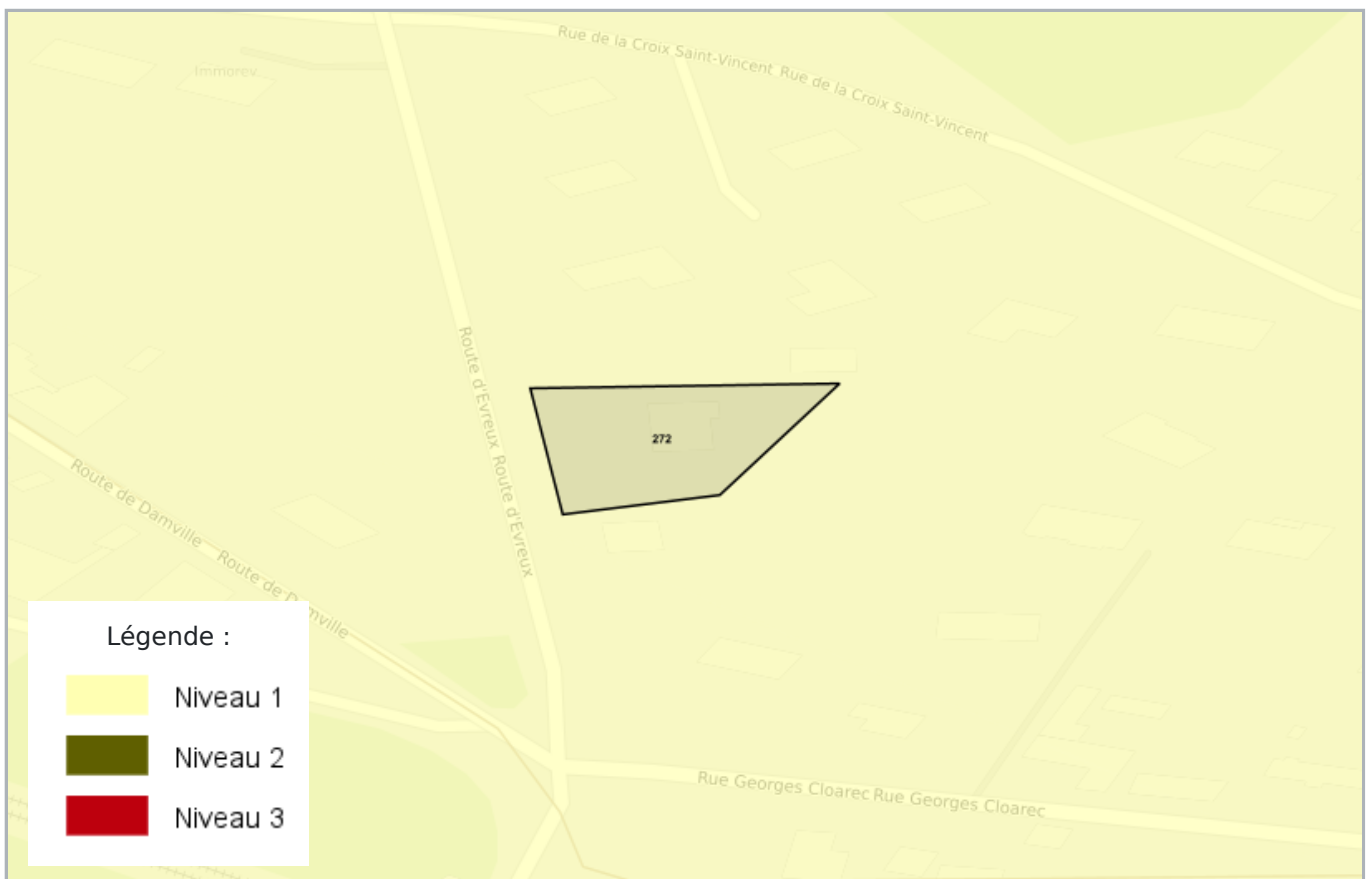 Rue de la Croix Saint-Vincent Rue de la Croix Saint-Vincent
Immorev
Route d'Evreux Route d'Evreux
272
Route de Damville Route de Damville
Rue Georges Cloarec Rue Georges Cloarec
Légende :
Niveau 1
Niveau 2
Niveau 3